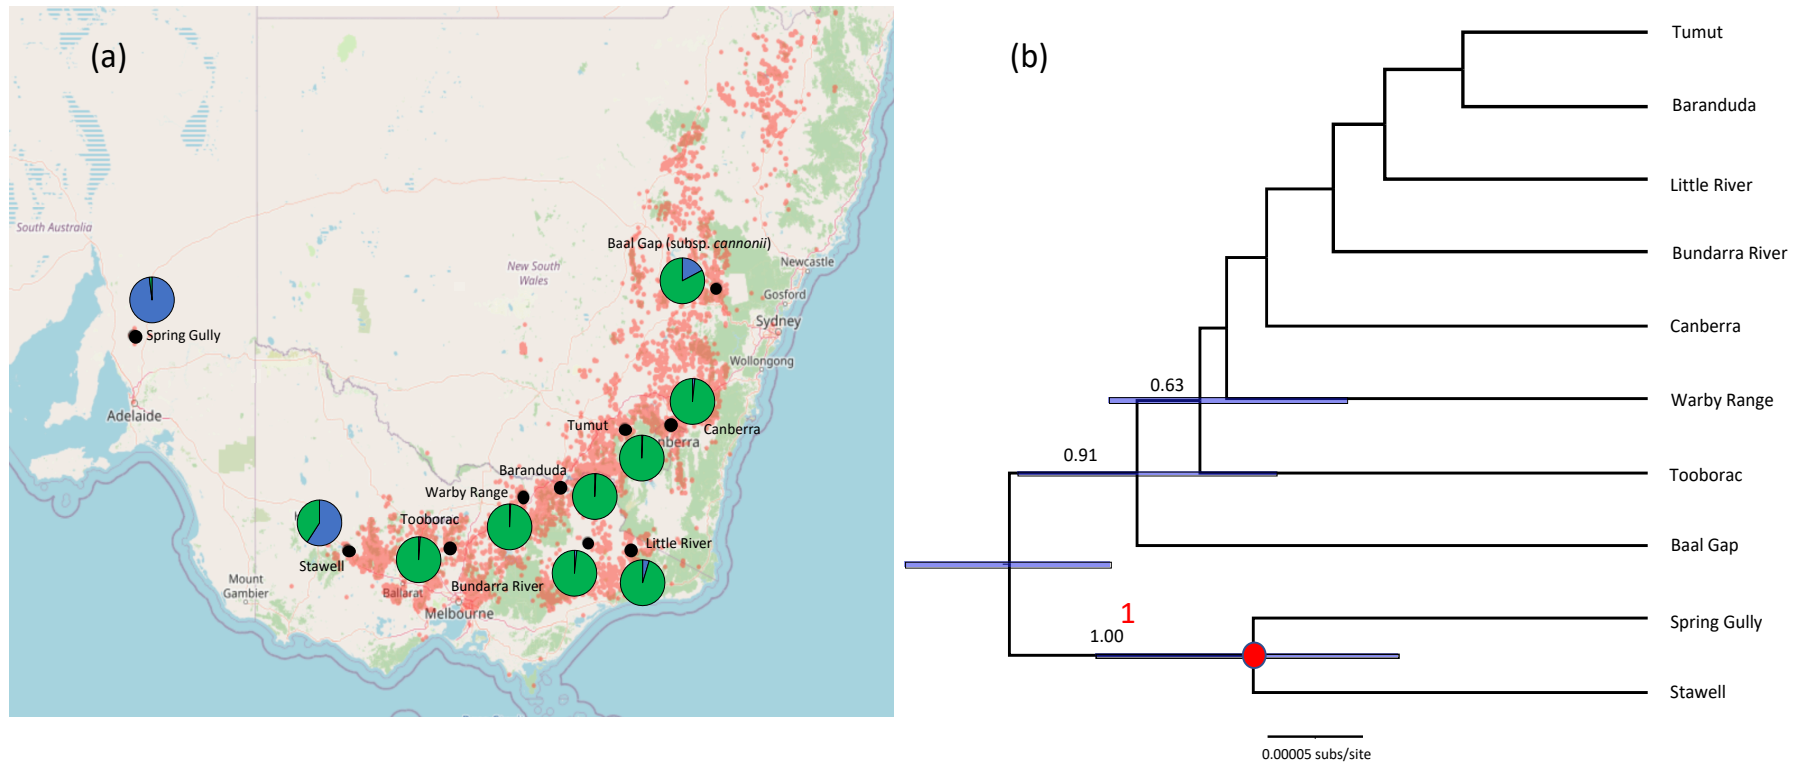 (a)
South Australia
Baal Gap (subsp. cannonii)
New South
Wales
Newcastle
Gosford
Sydney
Spring Gully
Wollongong
Adelaide
Tumut
Canberra
nberra
Baranduda
Warby Range
Tooborac
Little River
Stawell
Mount
Gambier
Ballarat
Bundarra River
Melbourne
(b)
Tumut
Baranduda
Little River
Bundarra River
Canberra
0.63
Warby Range
0.91
Tooborac
Baal Gap
1
1.00
Spring Gully
Stawell
0.00005 subs/site